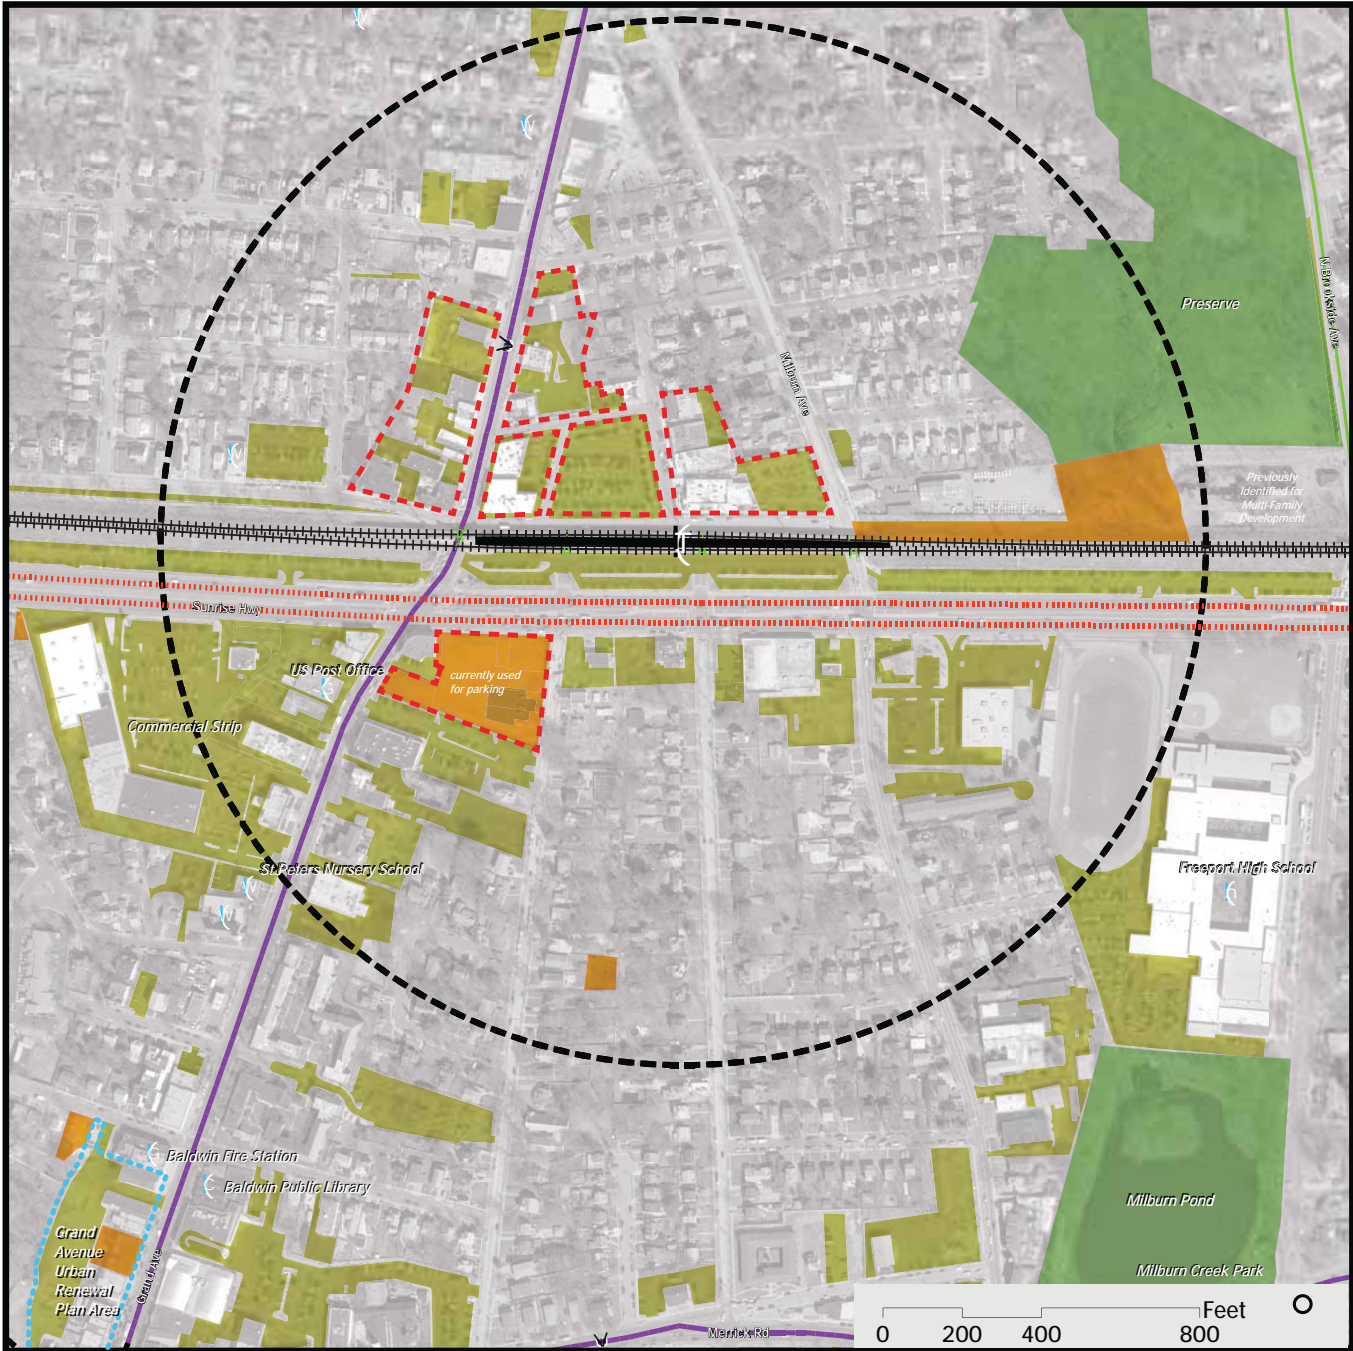 N. Brookside Ave
Preserve
Milburn Ave
Previously
Identified for
Multi-Family
Development
Sunrise Hwy
US Post Office
currently used
for parking
Commercial Strip
St Peters Nursery School
Freeport High School
Baldwin Fire Station
Baldwin Public Library
Milburn Pond
Grand
Avenue
Urban
Renewal
Plan Area
Grand Ave
Milburn Creek Park
Merrick Rd
Feet
0 200 400 800